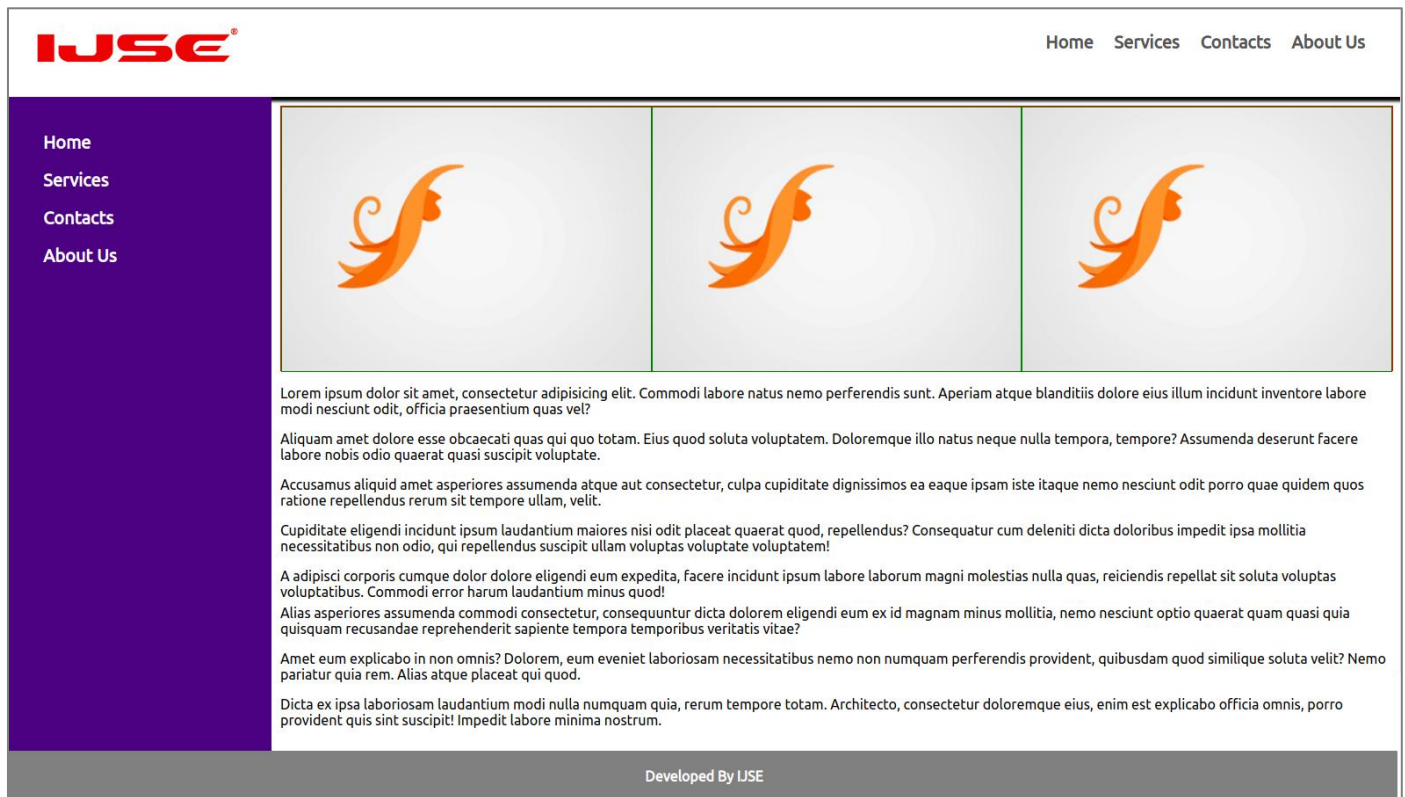 IJSE®
Home Services Contacts About Us
Home
Services
Contacts
About Us
Lorem ipsum dolor sit amet, consectetur adipisicing elit. Commodi labore natus nemo perferendis sunt. Aperiam atque blanditiis dolore eius illum incidunt inventore labore
modi nesciunt odit, officia praesentium quas vel?
Aliquam amet dolore esse obcaecati quas qui quo totam. Eius quod soluta voluptatem. Doloremque illo natus neque nulla tempora, tempore? Assumenda deserunt facere
labore nobis odio quaerat quasi suscipit voluptate.
Accusamus aliquid amet asperiores assumenda atque aut consectetur, culpa cupiditate dignissimos ea eaque ipsam iste itaque nemo nesciunt odit porro quae quidem quos
ratione repellendus rerum sit tempore ullam, velit.
Cupiditate eligendi incidunt ipsum laudantium maiores nisi odit placeat quaerat quod, repellendus? Consequatur cum deleniti dicta doloribus impedit ipsa mollitia
necessitatibus non odio, qui repellendus suscipit ullam voluptas voluptate voluptatem!
A adipisci corporis cumque dolor dolore eligendi eum expedita, facere incidunt ipsum labore laborum magni molestias nulla quas, reiciendis repellat sit soluta voluptas
voluptatibus. Commodi error harum laudantium minus quod!
Alias asperiores assumenda commodi consectetur, consequuntur dicta dolorem eligendi eum ex id magnam minus mollitia, nemo nesciunt optio quaerat quam quasi quia
quisquam recusandae reprehenderit sapiente tempora temporibus veritatis vitae?
Amet eum explicabo in non omnis? Dolorem, eum eveniet laboriosam necessitatibus nemo non numquam perferendis provident, quibusdam quod similique soluta velit? Nemo
pariatur quia rem. Alias atque placeat qui quod.
Dicta ex ipsa laboriosam laudantium modi nulla numquam quia, rerum tempore totam. Architecto, consectetur doloremque eius, enim est explicabo officia omnis, porro
provident quis sint suscipit! Impedit labore minima nostrum.
Developed By IJSE